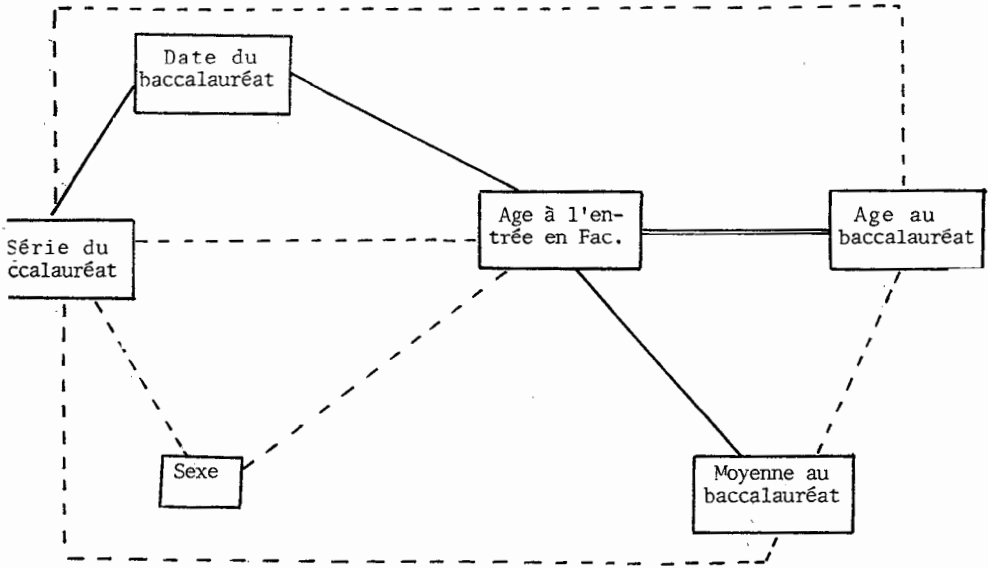 Date du
baccalauréat
Age à l'en-
trée en Fac.
Age au
baccalauréat
Série du
ccalauréat
Sexe
Moyenne au
baccalauréat